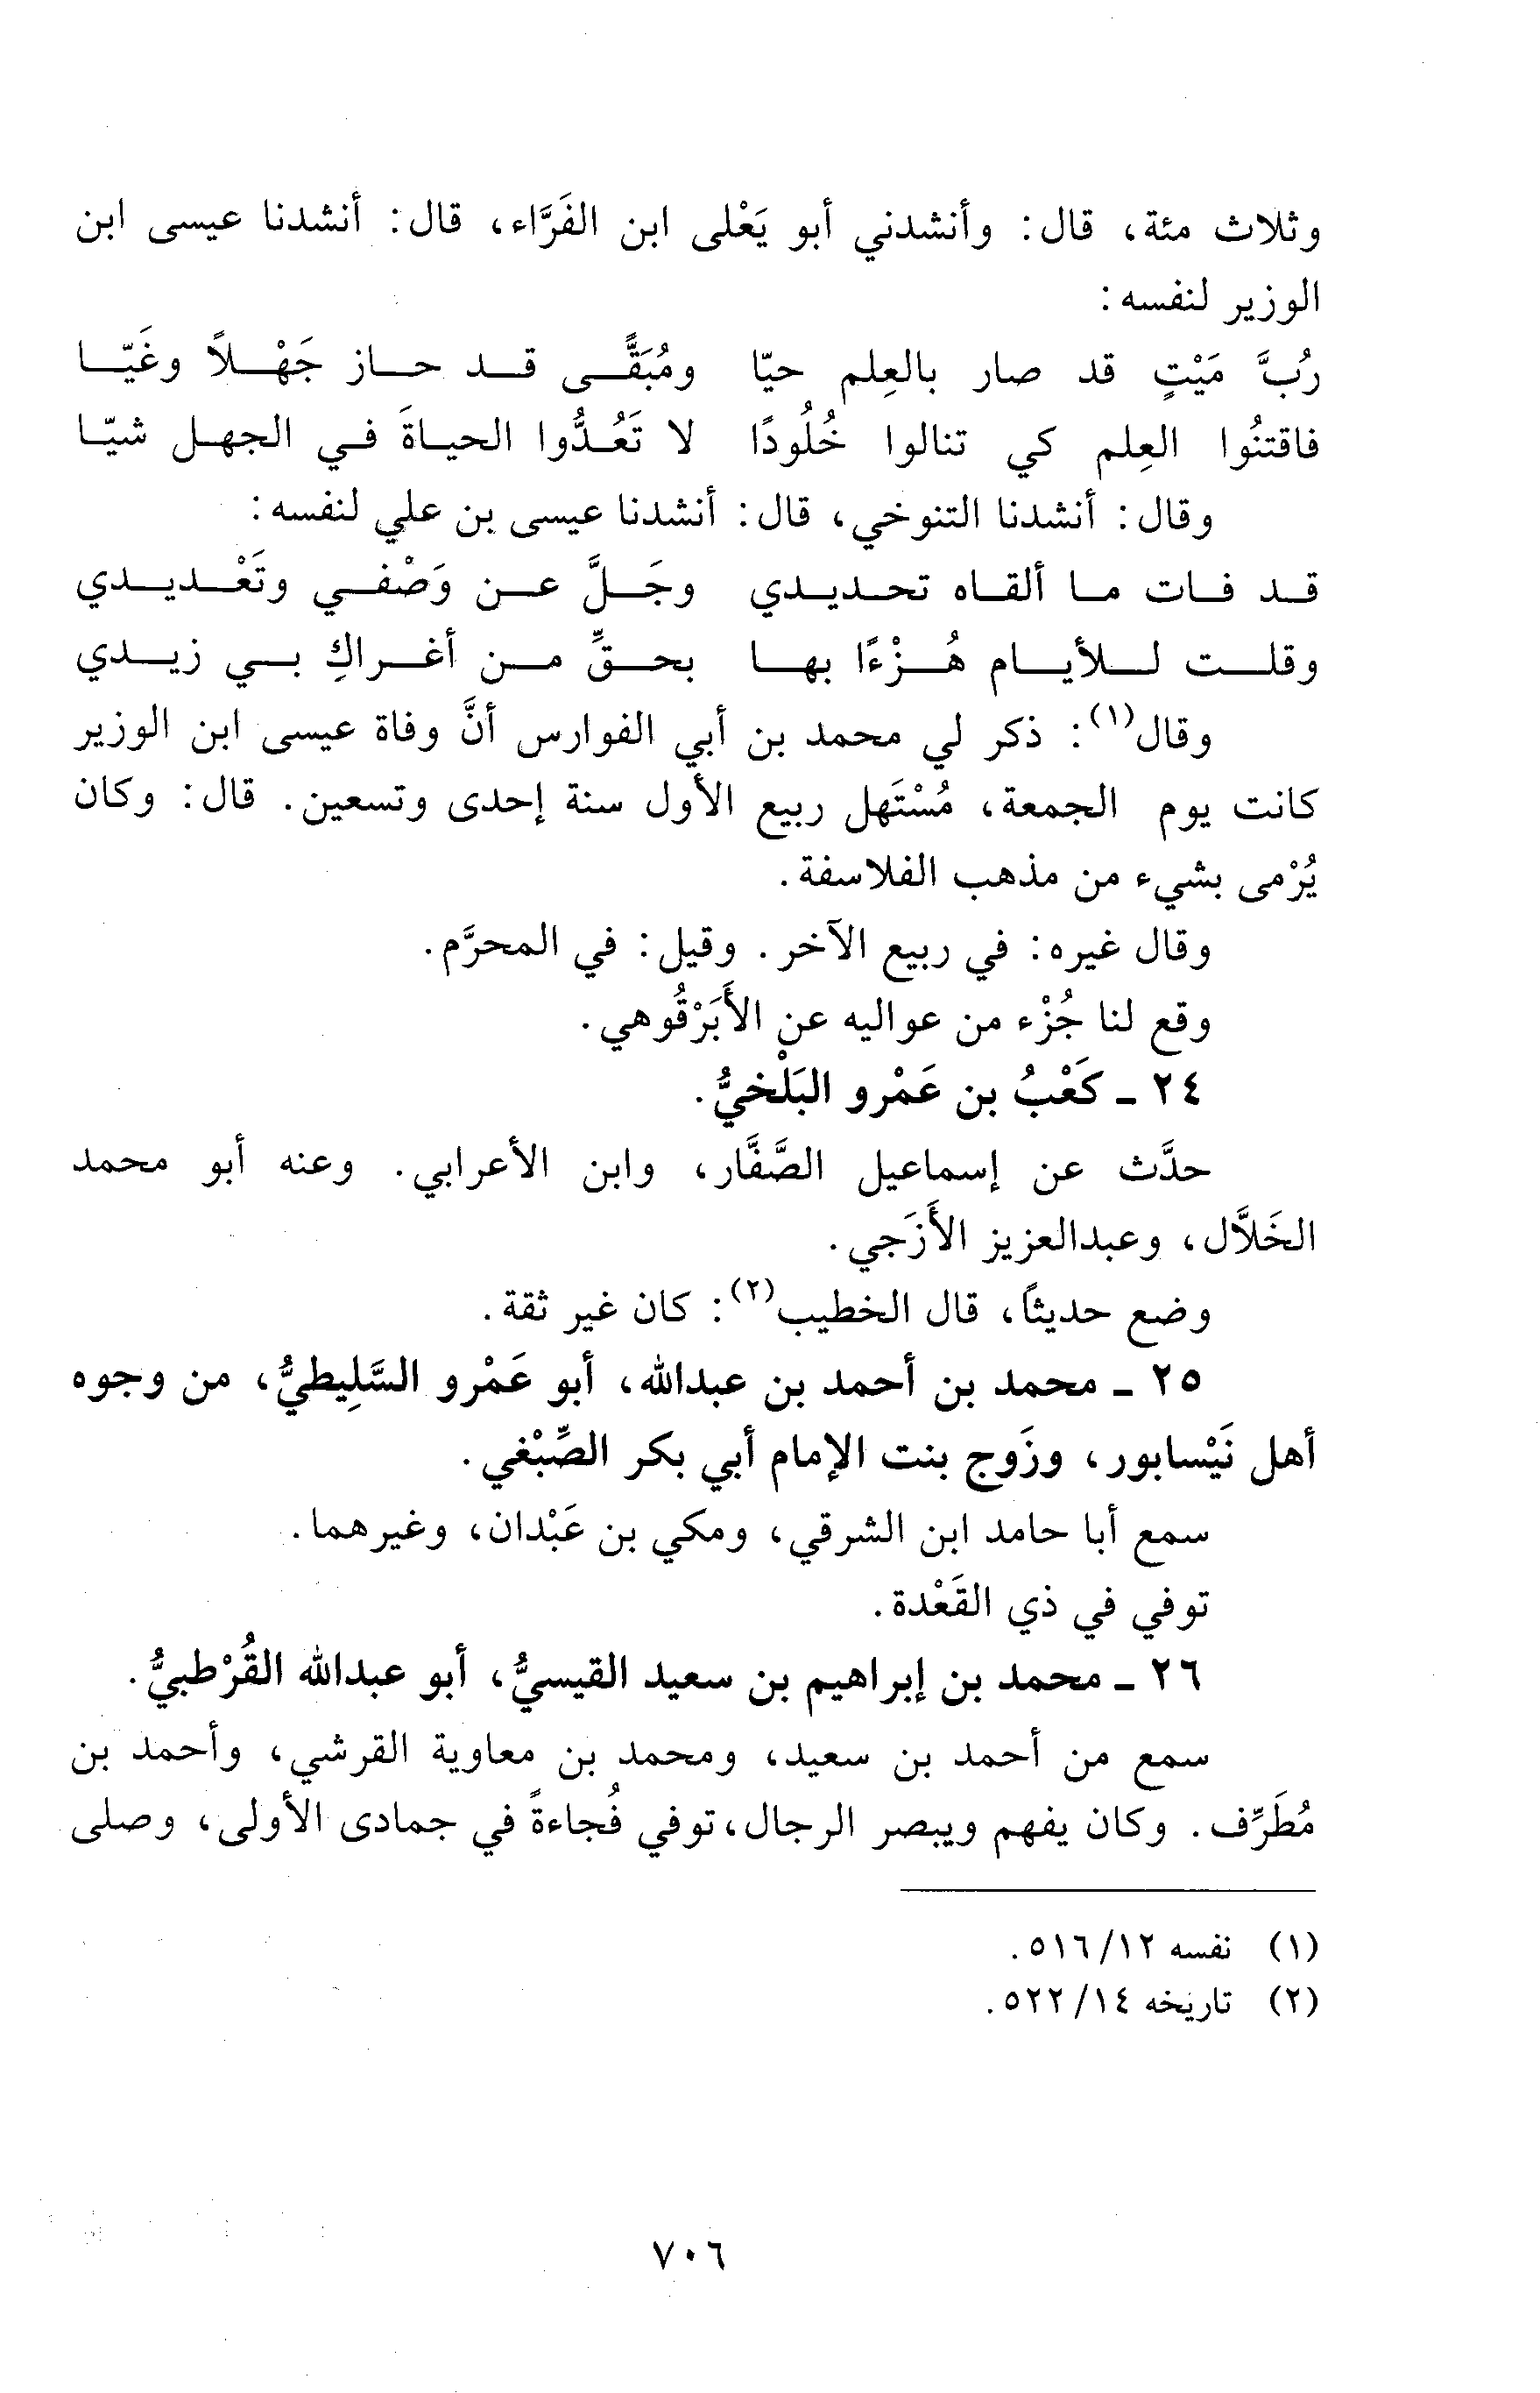 وثلاث مئة، قال: وأنشدني أبو يَعْلى ابن الفَرَّاء، قال: أنشدنا عيسى ابن
الوزير لنفسه:
رُبَّ مَيْتٍ قد صار بالعِلم حيّا ومُبَقًّى قد حاز جَهْلاً وغَيّا
فاقتنُوا العِلم كي تنالوا خُلُودًا لا تَعُدُّوا الحياةَ في الجهل شيّا
وقال: أنشدنا التنوخي، قال: أنشدنا عيسى بن علي لنفسه:
قد فات ما ألقاه تحديدي وجَلَّ عن وَصْفي وتَعْديدي
وقلت للأيام هُزْءًا بها بحقِّ من أغراكِ بي زيدي
وقال(١): ذكر لي محمد بن أبي الفوارس أنَّ وفاة عيسى ابن الوزير
كانت يوم الجمعة، مُسْتَهل ربيع الأول سنة إحدى وتسعين. قال: وكان
يُرْمى بشيء من مذهب الفلاسفة.
وقال غيره: في ربيع الآخر. وقيل: في المحرَّم.
وقع لنا جُزْء من عواليه عن الأَبَرْقُوهي.
٢٤ - كَعْبُ بن عَمْرو البَلْخيُّ.
حدَّث عن إسماعيل الصَّفَّار، وابن الأعرابي. وعنه أبو محمد
الخَلاَّل، وعبدالعزيز الأَزَجي.
وضع حديثاً، قال الخطيب(٢): كان غير ثقة.
٢٥ - محمد بن أحمد بن عبدالله، أبو عَمْرو السَّلِيطيُّ، من وجوه
أهل نَيْسابور، وزَوج بنت الإمام أبي بكر الصِّبْغي.
سمع أبا حامد ابن الشرقي، ومكي بن عَبْدان، وغيرهما.
توفي في ذي القَعْدة.
٢٦ - محمد بن إبراهيم بن سعيد القيسيُّ، أبو عبدالله القُرْطبيُّ.
سمع من أحمد بن سعيد، ومحمد بن معاوية القرشي، وأحمد بن
مُطَرِّف. وكان يفهم ويبصر الرجال، توفي فُجاءةً في جمادى الأولى، وصلى
(١) نفسه ١٢/ ٥١٦.
(٢) تاريخه ١٤/ ٥٢٢.
٧٠٦